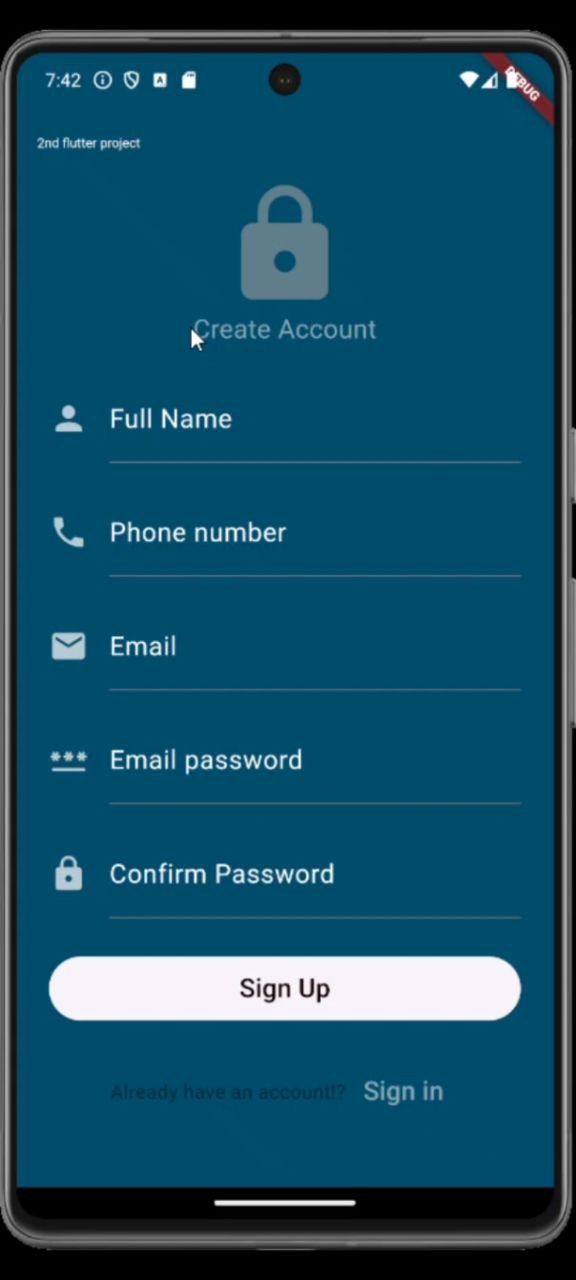 7:42
DEBUG
2nd flutter project
Create Account
Full Name
Phone number
Email
Email password
Confirm Password
Sign Up
Already have an account!? Sign in